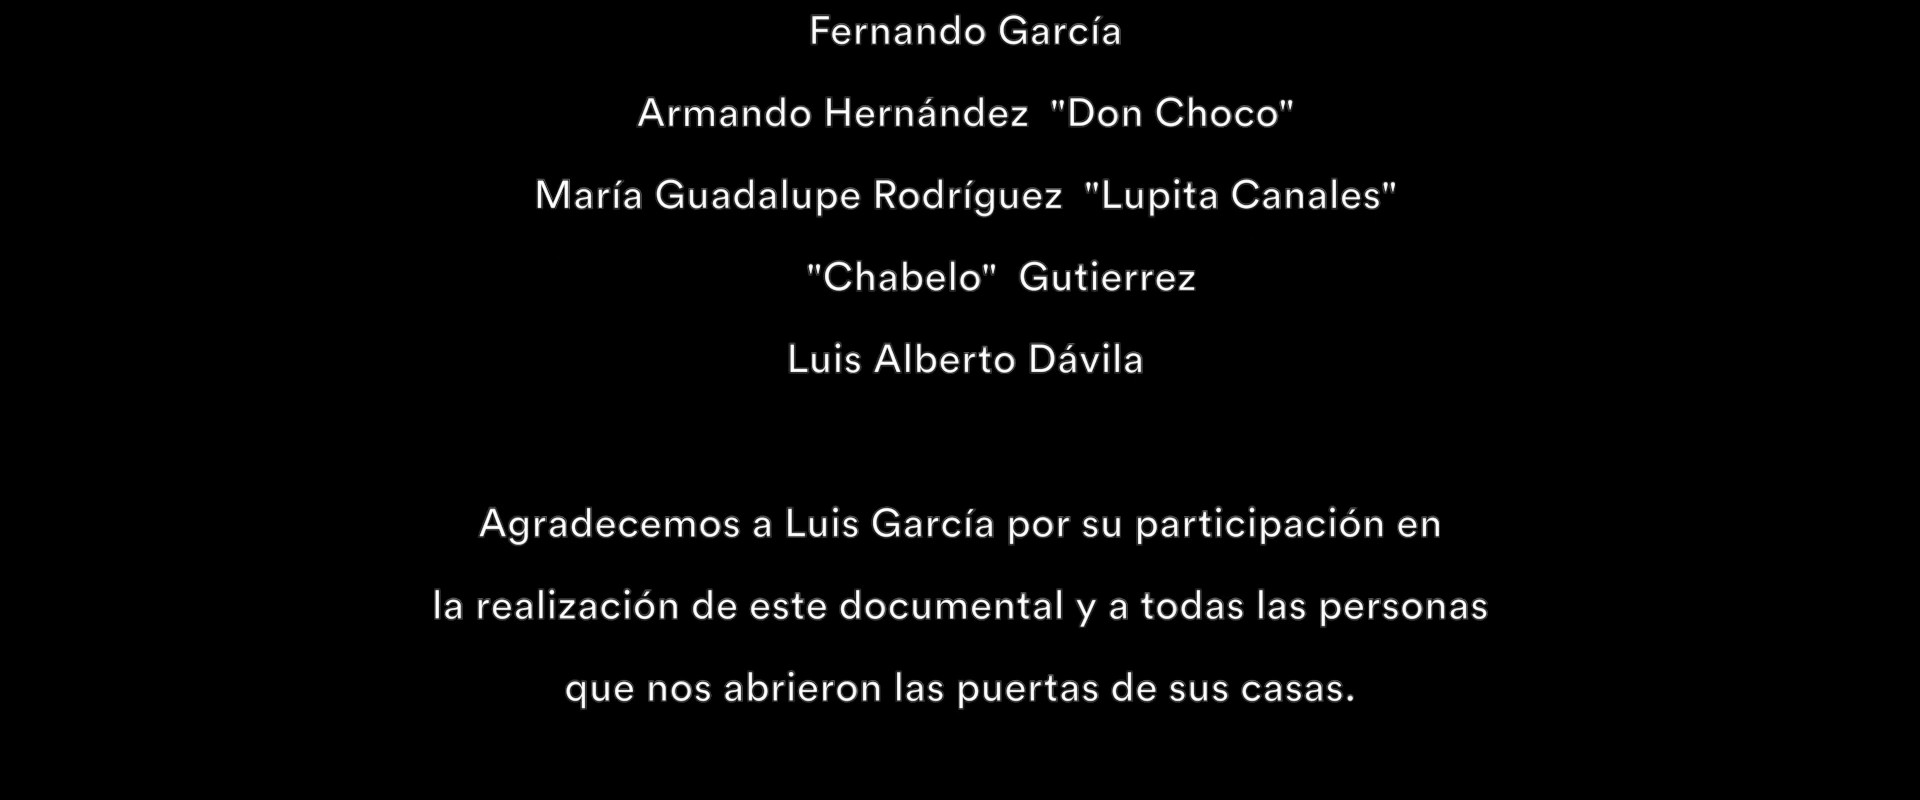 Fernando García
Armando Hernández "Don Choco"
María Guadalupe Rodríguez "Lupita Canales"
"Chabelo" Gutierrez
Luis Alberto Dávila
Agradecemos a Luis García por su participación en
la realización de este documental y a todas las personas
que nos abrieron las puertas de sus casas.